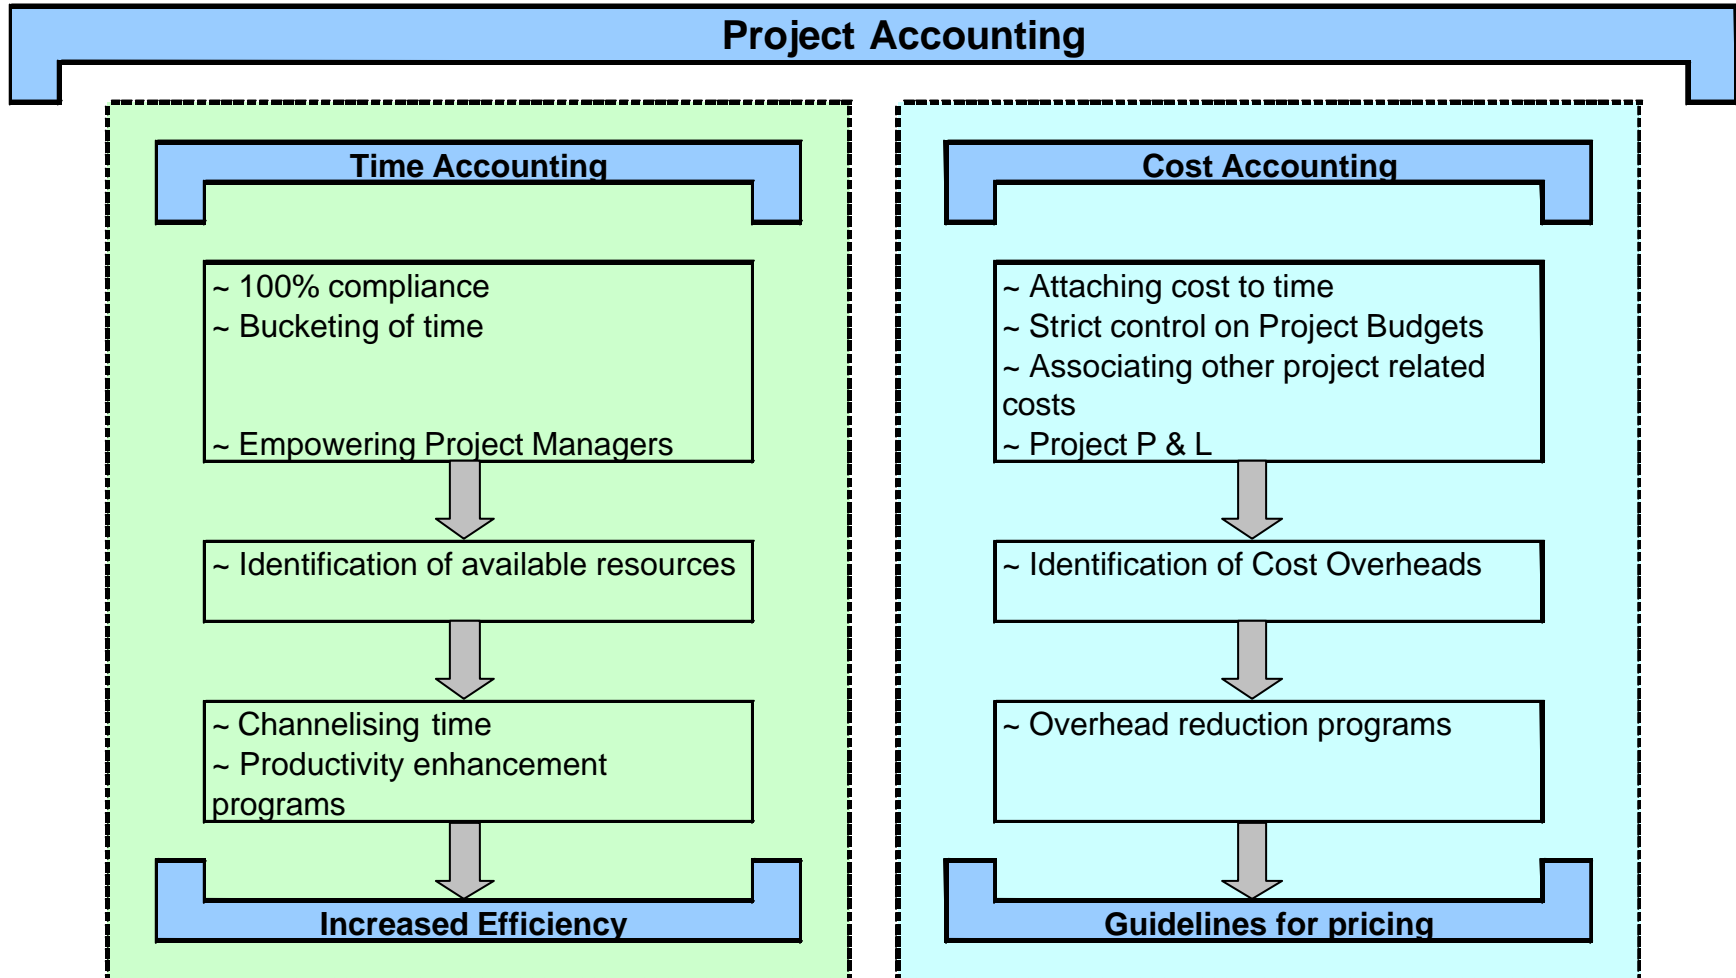 Project Accounting
Time Accounting
~ 100% compliance
~ Bucketing of time
~ Empowering Project Managers
~ Identification of available resources
~ Channelising time
~ Productivity enhancement
programs
Increased Efficiency
Cost Accounting
~ Attaching cost to time
~ Strict control on Project Budgets
~ Associating other project related
costs
~ Project P & L
~ Identification of Cost Overheads
~ Overhead reduction programs
Guidelines for pricing